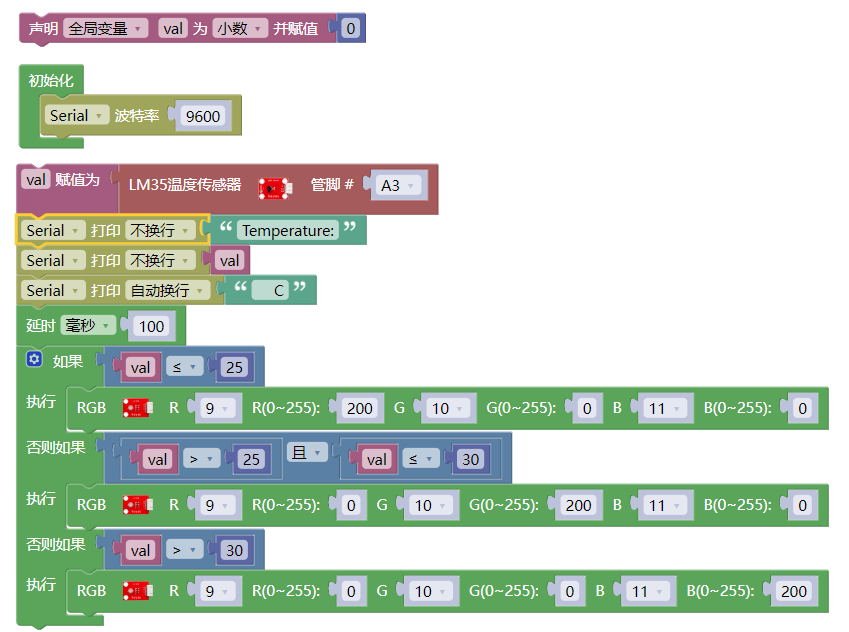 声明 全局变量 val 为 小数 并赋值 0
初始化
Serial 波特率 9600
val 赋值为 LM35温度传感器 管脚 # A3
Serial 打印 不换行 “ Temperature: ”
Serial 打印 不换行 val
Serial 打印 自动换行 “ C ”
延时 毫秒 100
如果 val ≤ 25
执行 RGB R 9 R(0~255): 200 G 10 G(0~255): 0 B 11 B(0~255): 0
否则如果 val > 25 且 val ≤ 30
执行 RGB R 9 R(0~255): 0 G 10 G(0~255): 200 B 11 B(0~255): 0
否则如果 val > 30
执行 RGB R 9 R(0~255): 0 G 10 G(0~255): 0 B 11 B(0~255): 200